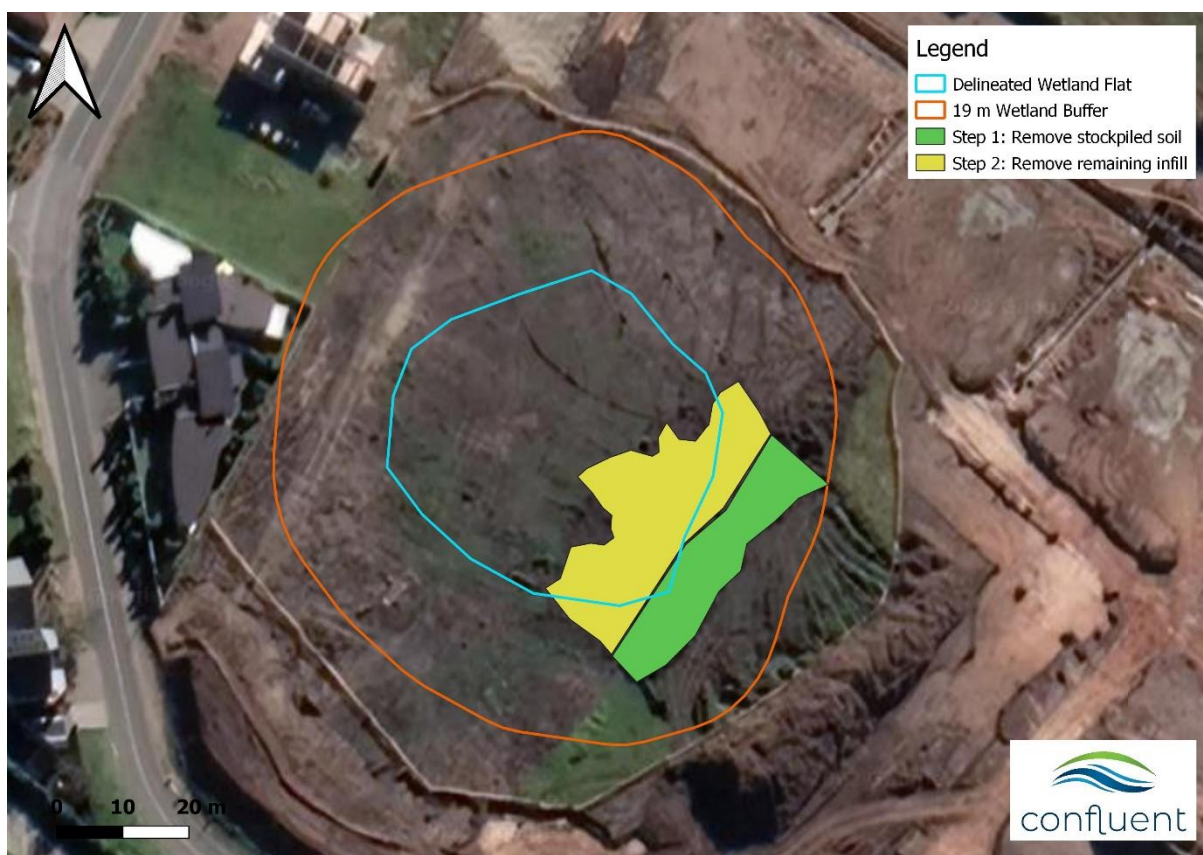 Legend
Delineated Wetland Flat
19 m Wetland Buffer
Step 1: Remove stockpiled soil
Step 2: Remove remaining infill
0 10 20 m
confluent